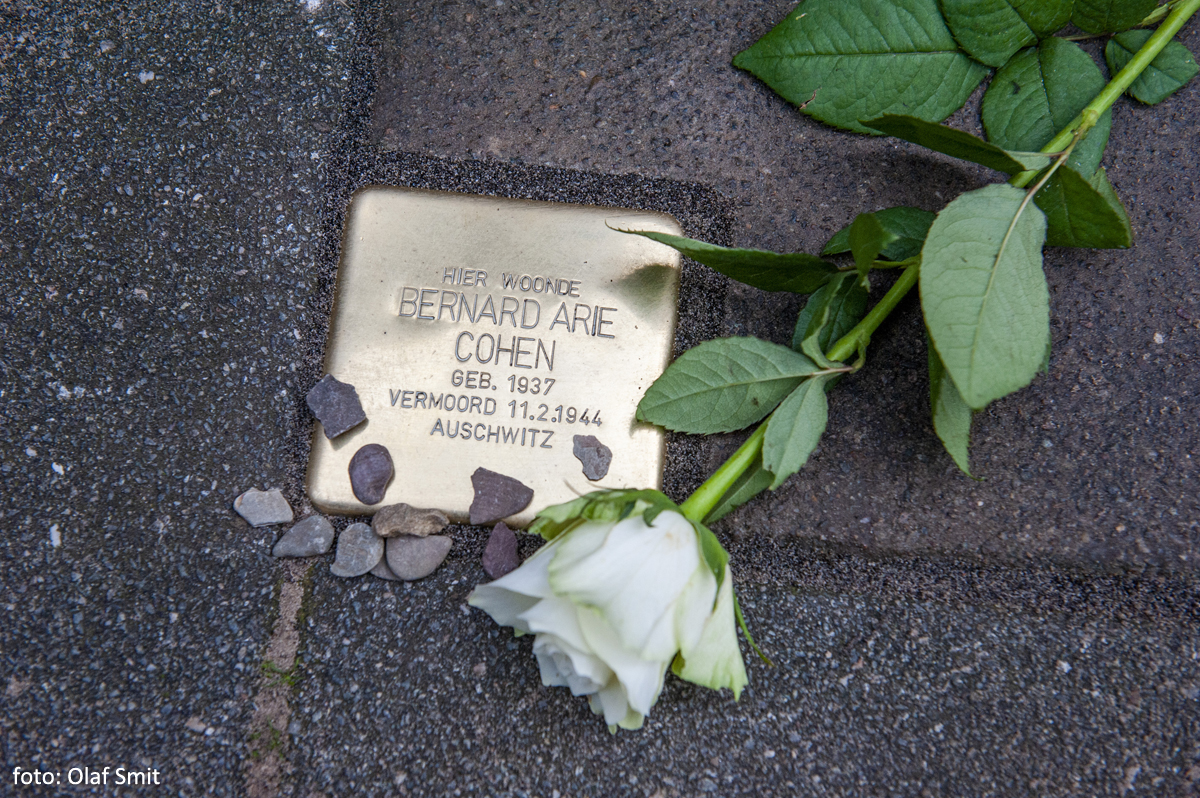 HIER WOONDE
BERNARD ARIE
COHEN
GEB. 1937
VERMOORD 11.2.1944
AUSCHWITZ
foto: Olaf Smit